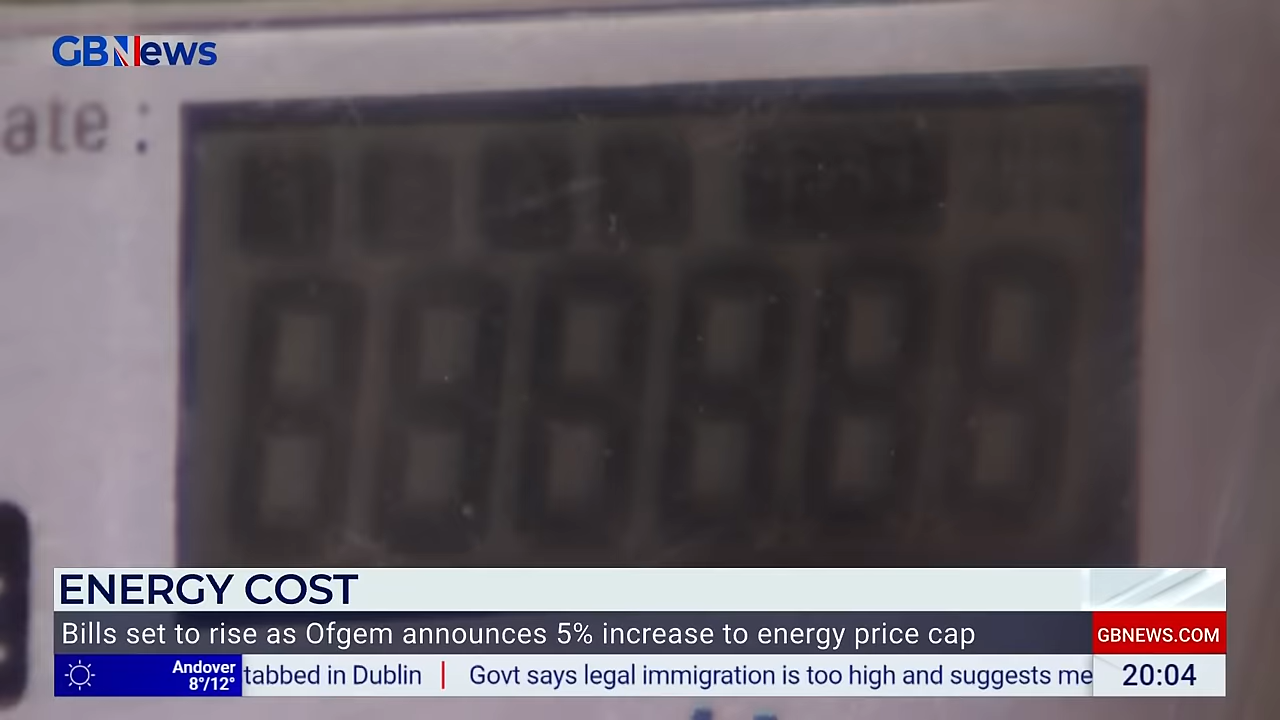 GBNews
ate :
ENERGY COST
Bills set to rise as Ofgem announces 5% increase to energy price cap
GBNEWS.COM
Andover
8°/12°
tabbed in Dublin | Govt says legal immigration is too high and suggests me
20:04